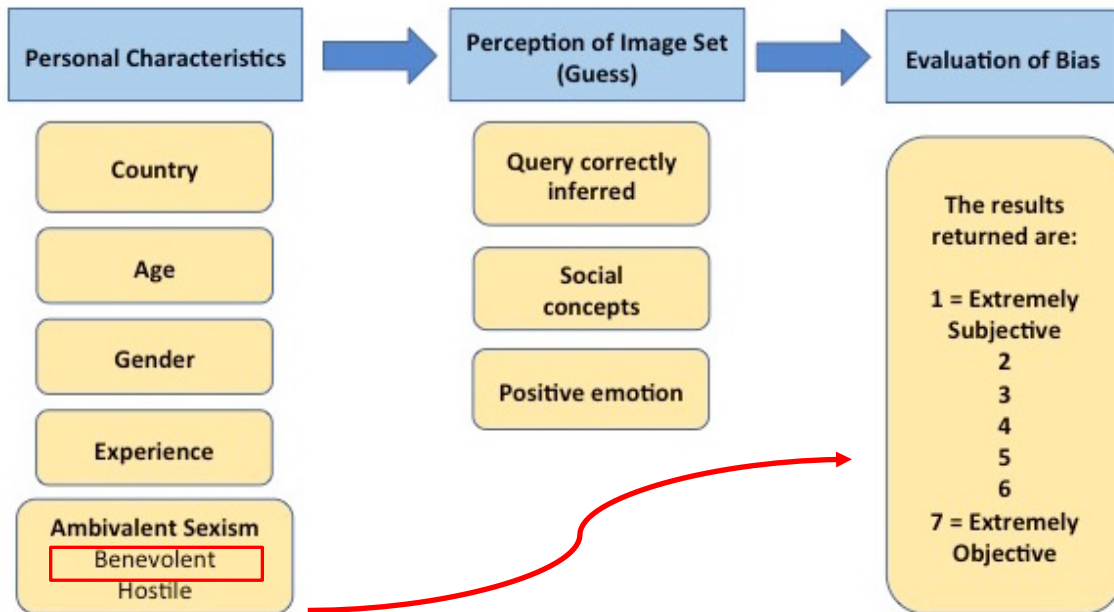 Personal Characteristics
Perception of Image Set
(Guess)
Evaluation of Bias
Country
Age
Gender
Experience
Ambivalent Sexism
Benevolent
Hostile
Query correctly
inferred
Social
concepts
Positive emotion
The results
returned are:
1 = Extremely
Subjective
2
3
4
5
6
7 = Extremely
Objective